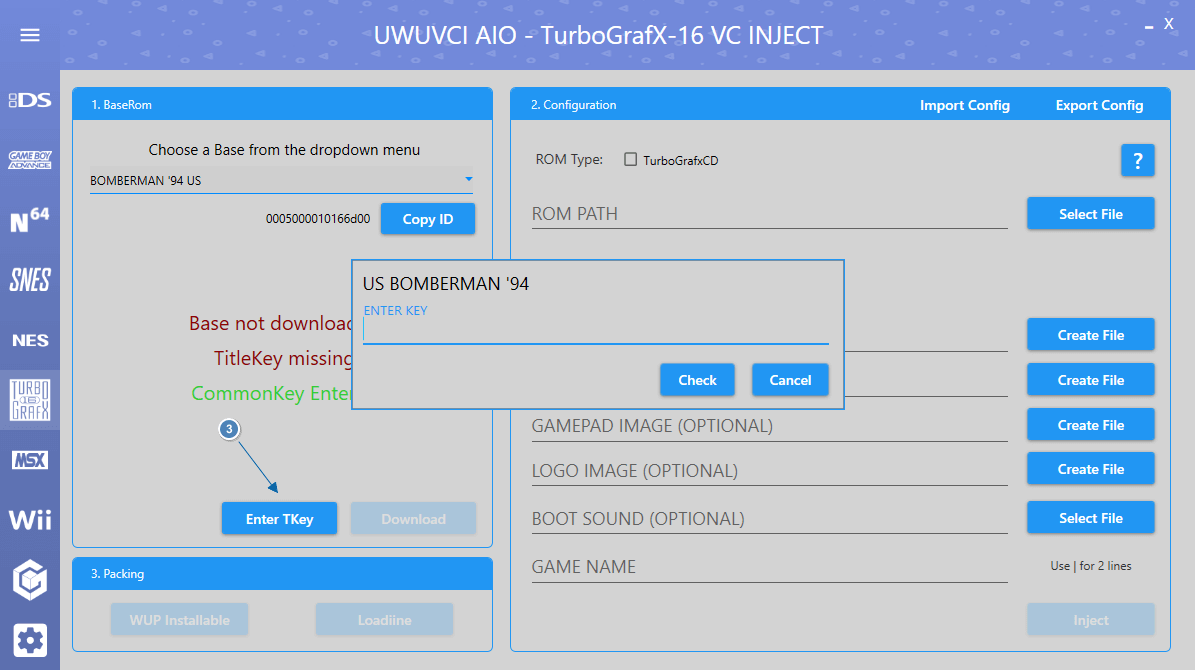 UWUVCI AIO - TurboGrafX-16 VC INJECT
DS
GAME BOY
ADVANCE
N64
SNES
NES
TURBO
16
GRAFX
MSX
Wii
1. BaseRom
Choose a Base from the dropdown menu
BOMBERMAN '94 US
0005000010166d00
Copy ID
Base not downloac
TitleKey missing
CommonKey Enter
3
Enter TKey
Download
3. Packing
WUP Installable
Loadiine
2. Configuration
Import Config
Export Config
ROM Type:
TurboGrafxCD
?
ROM PATH
Select File
US BOMBERMAN '94
ENTER KEY
Check
Cancel
Create File
Create File
GAMEPAD IMAGE (OPTIONAL)
Create File
LOGO IMAGE (OPTIONAL)
Create File
BOOT SOUND (OPTIONAL)
Select File
GAME NAME
Use | for 2 lines
Inject